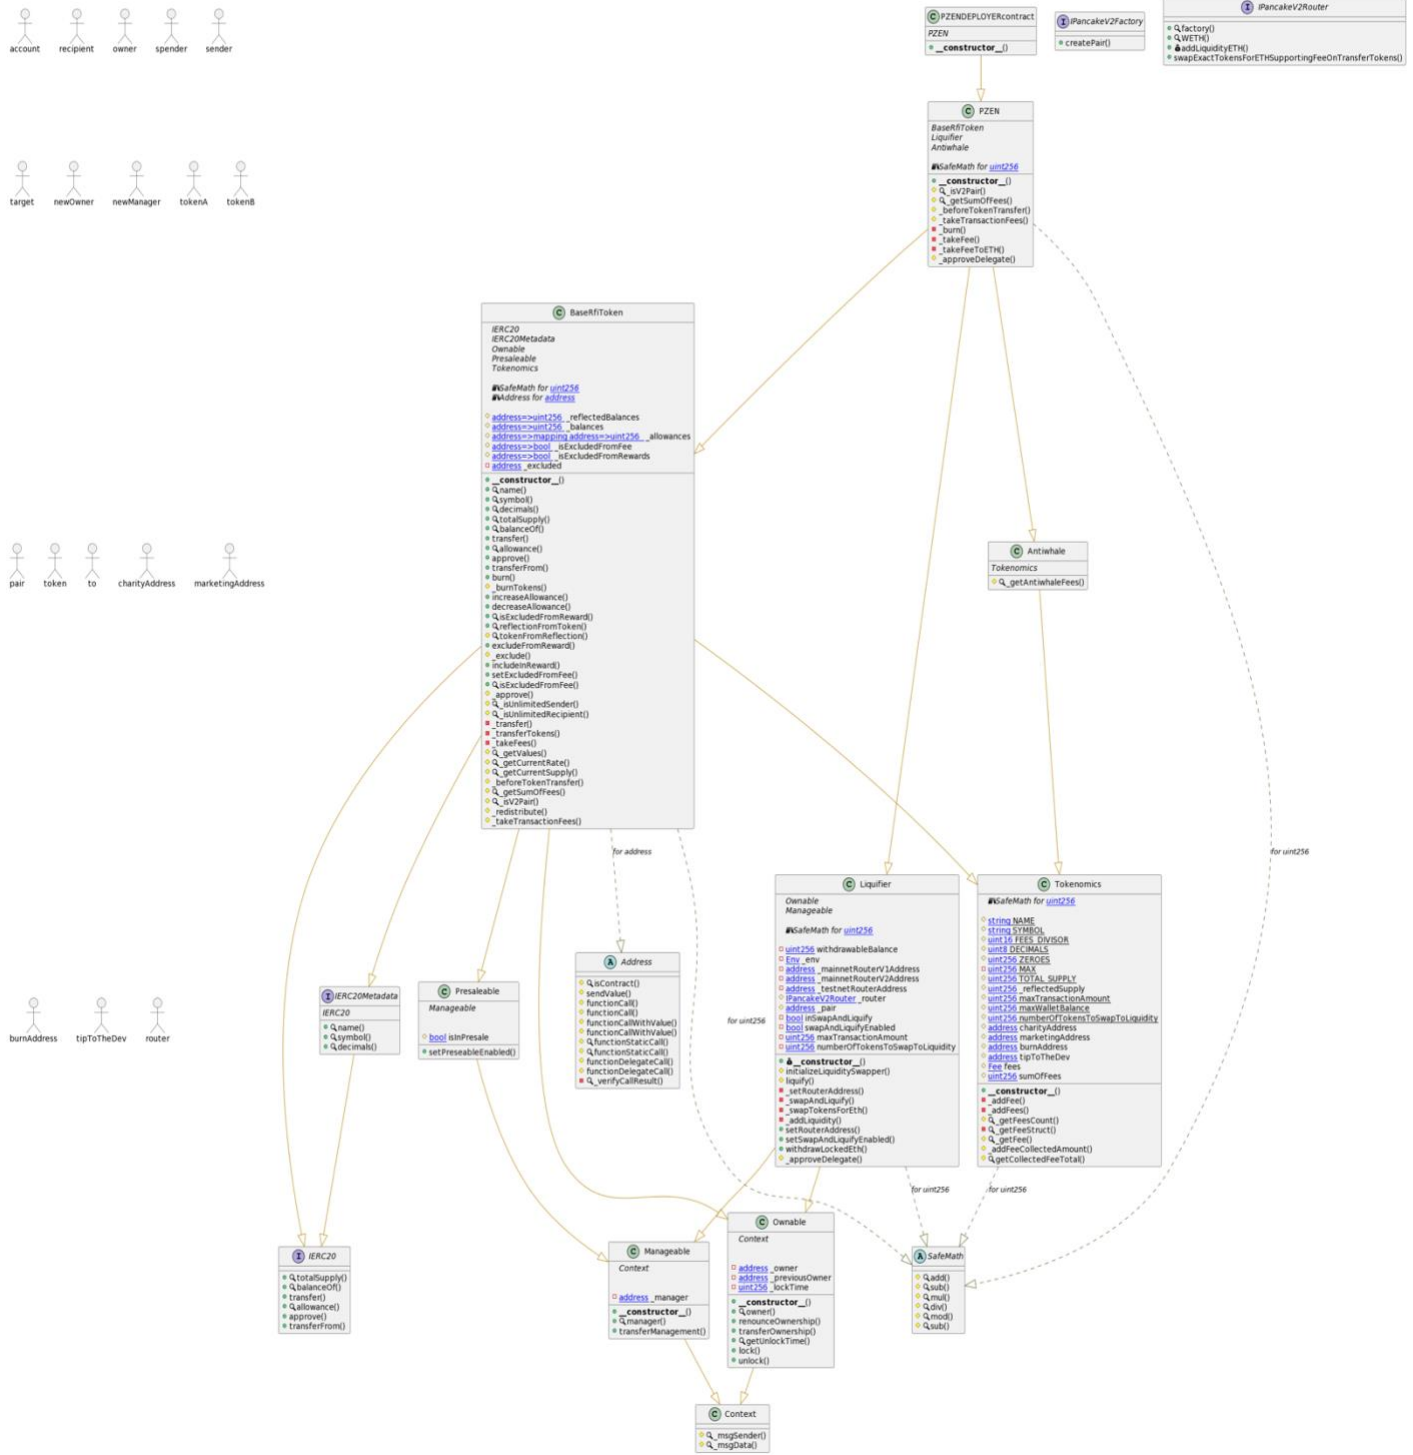 account
recipient
owner
spender
sender
PZENDEPLOYERcontract
PZEN
__constructor__()
IPancakeV2Factory
createPair()
IPancakeV2Router
factory()
WETH()
addLiquidityETH()
swapExactTokensForETHSupportingFeeOnTransferTokens()
PZEN
BaseRfiToken
Liquifier
Antiwhale
SafeMath for uint256
__constructor__()
_isV2Pair()
_getSumOfFees()
_beforeTokenTransfer()
_takeTransactionFees()
_burn()
_takeFee()
_takeFeeToETH()
_approveDelegate()
target
newOwner
newManager
tokenA
tokenB
BaseRfiToken
IERC20
IERC20Metadata
Ownable
Presaleable
Tokenomics
SafeMath for uint256
Address for address
address=>uint256 _reflectedBalances
address=>uint256 _balances
address=>mapping address=>uint256 _allowances
address=>bool _isExcludedFromFee
address=>bool _isExcludedFromRewards
address _excluded
__constructor__()
name()
symbol()
decimals()
totalSupply()
balanceOf()
transfer()
allowance()
approve()
transferFrom()
burn()
_burnTokens()
increaseAllowance()
decreaseAllowance()
isExcludedFromReward()
reflectionFromToken()
tokenFromReflection()
excludeFromReward()
_exclude()
includeInReward()
setExcludedFromFee()
isExcludedFromFee()
_approve()
_isUnlimitedSender()
_isUnlimitedRecipient()
_transfer()
_transferTokens()
_takeFees()
_getValues()
_getCurrentRate()
_getCurrentSupply()
_beforeTokenTransfer()
_getSumOfFees()
_isV2Pair()
_redistribute()
_takeTransactionFees()
Antiwhale
Tokenomics
_getAntiwhaleFees()
pair
token
to
charityAddress
marketingAddress
for address
for uint256
Liquifier
Ownable
Manageable
SafeMath for uint256
uint256 withdrawableBalance
Env _env
address _mainnetRouterV1Address
address _mainnetRouterV2Address
address _testnetRouterAddress
IPancakeV2Router _router
address _pair
bool inSwapAndLiquify
bool swapAndLiquifyEnabled
uint256 maxTransactionAmount
uint256 numberOfTokensToSwapToLiquidity
__constructor__()
initializeLiquiditySwapper()
liquify()
_setRouterAddress()
_swapAndLiquify()
_swapTokensForEth()
_addLiquidity()
setRouterAddress()
setSwapAndLiquifyEnabled()
withdrawLockedEth()
_approveDelegate()
Tokenomics
SafeMath for uint256
string NAME
string SYMBOL
uint16 FEES_DIVISOR
uint8 DECIMALS
uint256 ZEROES
uint256 MAX
uint256 TOTAL_SUPPLY
uint256 _reflectedSupply
uint256 maxTransactionAmount
uint256 maxWalletBalance
uint256 numberOfTokensToSwapToLiquidity
address charityAddress
address marketingAddress
address burnAddress
address tipToTheDev
Fee fees
uint256 sumOfFees
__constructor__()
_addFee()
_addFees()
_getFeesCount()
_getFeeStruct()
_getFee()
_addFeeCollectedAmount()
getCollectedFeeTotal()
Address
isContract()
sendValue()
functionCall()
functionCall()
functionCallWithValue()
functionCallWithValue()
functionStaticCall()
functionStaticCall()
functionDelegateCall()
functionDelegateCall()
_verifyCallResult()
for uint256
Presaleable
Manageable
bool isInPresale
setPreseableEnabled()
IERC20Metadata
IERC20
name()
symbol()
decimals()
burnAddress
tipToTheDev
router
for uint256
for uint256
Ownable
Context
address _owner
address _previousOwner
uint256 _lockTime
__constructor__()
owner()
renounceOwnership()
transferOwnership()
getUnlockTime()
lock()
unlock()
Manageable
Context
address _manager
__constructor__()
manager()
transferManagement()
IERC20
totalSupply()
balanceOf()
transfer()
allowance()
approve()
transferFrom()
SafeMath
add()
sub()
mul()
div()
mod()
sub()
Context
_msgSender()
_msgData()